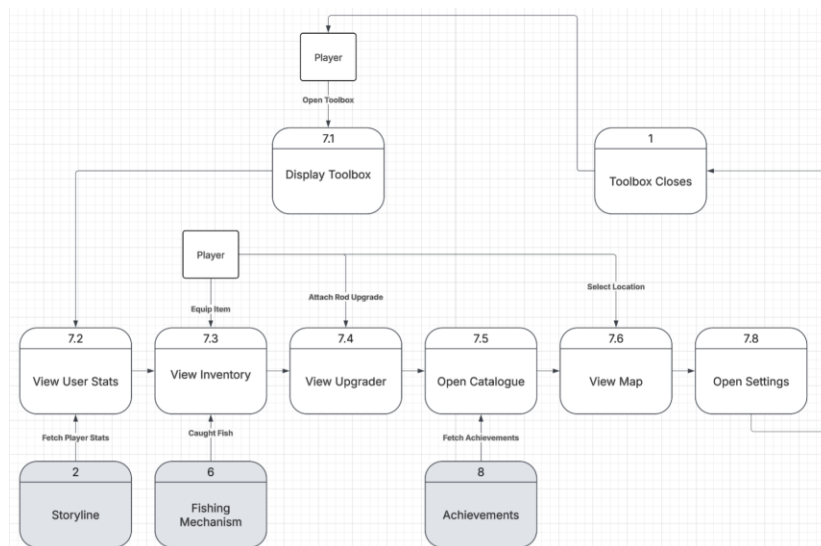 Player
Open Toolbox
7.1
Display Toolbox
1
Toolbox Closes
Player
Equip Item
Attach Rod Upgrade
Select Location
7.2
View User Stats
7.3
View Inventory
7.4
View Upgrader
7.5
Open Catalogue
7.6
View Map
7.8
Open Settings
Fetch Player Stats
Caught Fish
Fetch Achievements
2
Storyline
6
Fishing
Mechanism
8
Achievements